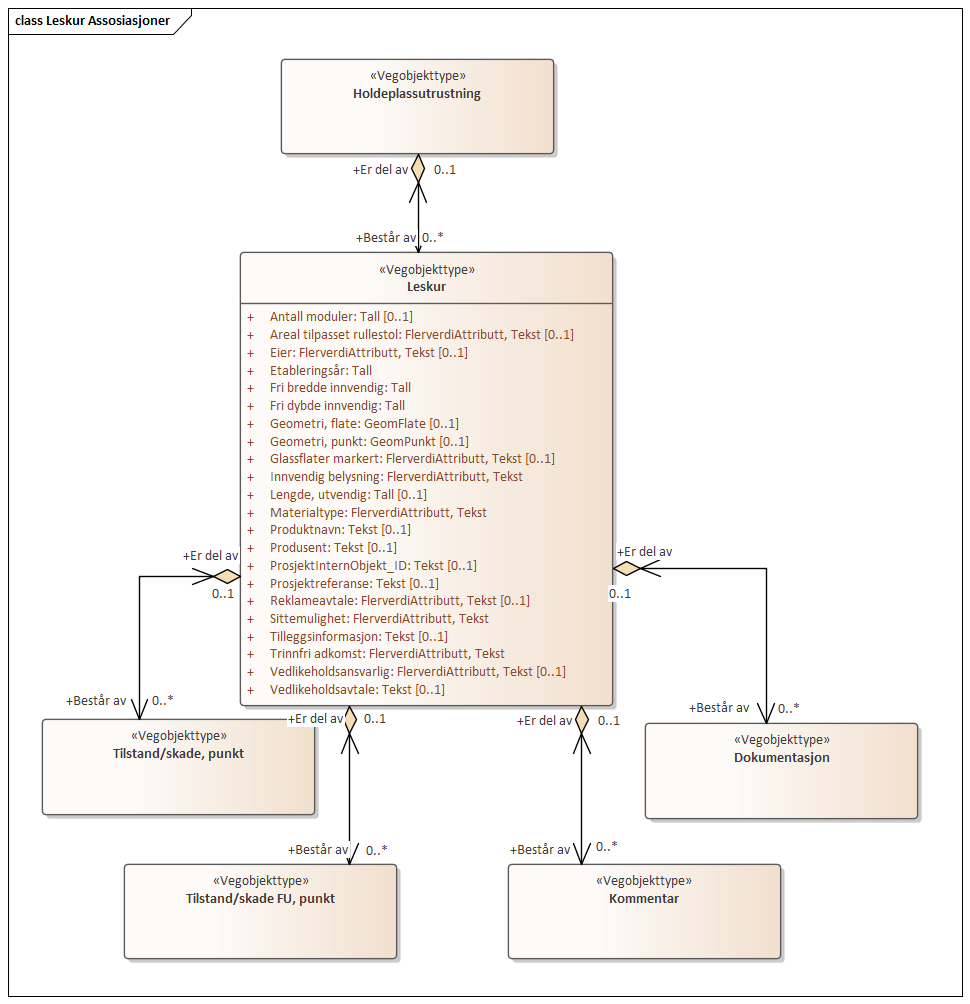 class Leskur Assosiasjoner
«Vegobjekttype»
Holdeplassutrustning
+Er del av
0..1
+Består av
0..*
«Vegobjekttype»
Leskur
+ Antall moduler: Tall [0..1]
+ Areal tilpasset rullestol: FlerverdiAttributt, Tekst [0..1]
+ Eier: FlerverdiAttributt, Tekst [0..1]
+ Etableringsår: Tall
+ Fri bredde innvendig: Tall
+ Fri dybde innvendig: Tall
+ Geometri, flate: GeomFlate [0..1]
+ Geometri, punkt: GeomPunkt [0..1]
+ Glassflater markert: FlerverdiAttributt, Tekst [0..1]
+ Innvendig belysning: FlerverdiAttributt, Tekst
+ Lengde, utvendig: Tall [0..1]
+ Materialtype: FlerverdiAttributt, Tekst
+ Produktnavn: Tekst [0..1]
+ Produsent: Tekst [0..1]
+ ProsjektInternObjekt_ID: Tekst [0..1]
+ Prosjektreferanse: Tekst [0..1]
+ Reklameavtale: FlerverdiAttributt, Tekst [0..1]
+ Sittemulighet: FlerverdiAttributt, Tekst
+ Tilleggsinformasjon: Tekst [0..1]
+ Trinnfri adkomst: FlerverdiAttributt, Tekst
+ Vedlikeholdsansvarlig: FlerverdiAttributt, Tekst [0..1]
+ Vedlikeholdsavtale: Tekst [0..1]
+Er del av
0..1
+Består av
0..*
«Vegobjekttype»
Tilstand/skade, punkt
+Er del av
0..1
+Består av
0..*
«Vegobjekttype»
Tilstand/skade FU, punkt
+Er del av
0..1
+Består av
0..*
«Vegobjekttype»
Kommentar
+Er del av
0..1
+Består av
0..*
«Vegobjekttype»
Dokumentasjon